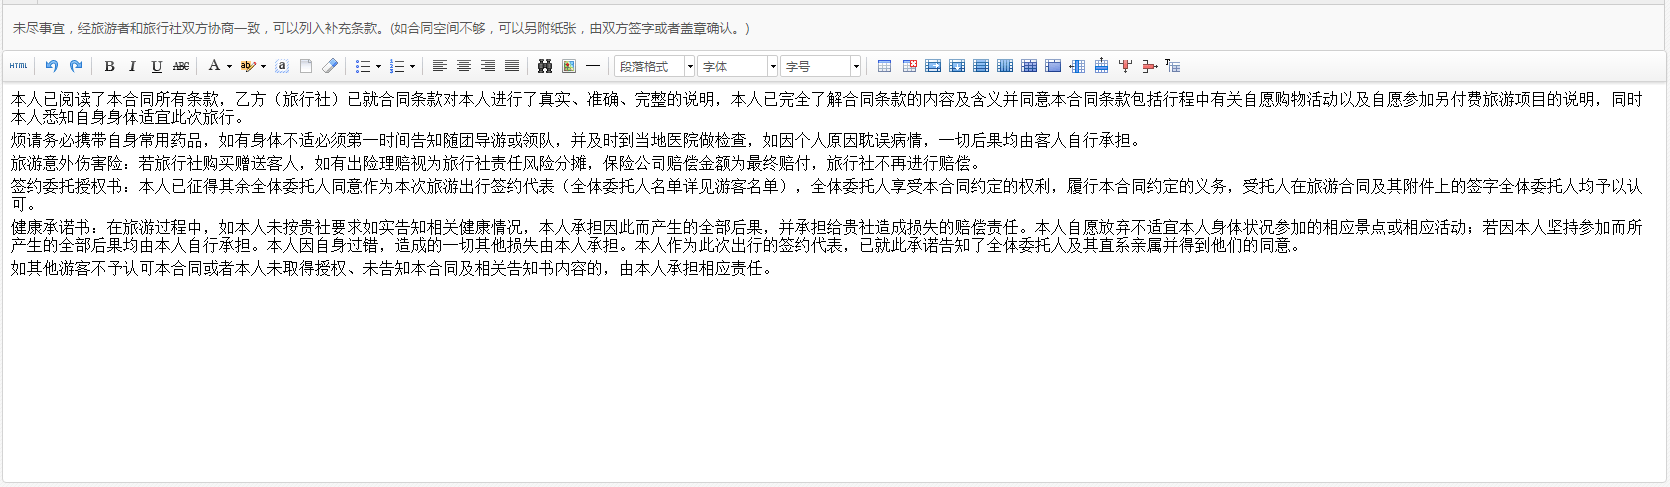 未尽事宜，经旅游者和旅行社双方协商一致，可以列入补充条款。(如合同空间不够，可以另附纸张，由双方签字或者盖章确认。)
HTML B I U ABC A ab a 段落格式 字体 字号
本人已阅读了本合同所有条款，乙方（旅行社）已就合同条款对本人进行了真实、准确、完整的说明，本人已完全了解合同条款的内容及含义并同意本合同条款包括行程中有关自愿购物活动以及自愿参加另付费旅游项目的说明，同时
本人悉知自身身体适宜此次旅行。
烦请务必携带自身常用药品，如有身体不适必须第一时间告知随团导游或领队，并及时到当地医院做检查，如因个人原因耽误病情，一切后果均由客人自行承担。
旅游意外伤害险：若旅行社购买赠送客人，如有出险理赔视为旅行社责任风险分摊，保险公司赔偿金额为最终赔付，旅行社不再进行赔偿。
签约委托授权书：本人已征得其余全体委托人同意作为本次旅游出行签约代表（全体委托人名单详见游客名单），全体委托人享受本合同约定的权利，履行本合同约定的义务，受托人在旅游合同及其附件上的签字全体委托人均予以认
可。
健康承诺书：在旅游过程中，如本人未按贵社要求如实告知相关健康情况，本人承担因此而产生的全部后果，并承担给贵社造成损失的赔偿责任。本人自愿放弃不适宜本人身体状况参加的相应景点或相应活动；若因本人坚持参加而所
产生的全部后果均由本人自行承担。本人因自身过错，造成的一切其他损失由本人承担。本人作为此次出行的签约代表，已就此承诺告知了全体委托人及其直系亲属并得到他们的同意。
如其他游客不予认可本合同或者本人未取得授权、未告知本合同及相关告知书内容的，由本人承担相应责任。